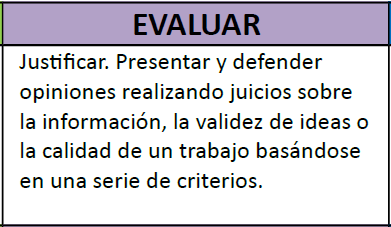 EVALUAR
Justificar. Presentar y defender
opiniones realizando juicios sobre
la información, la validez de ideas o
la calidad de un trabajo basándose
en una serie de criterios.